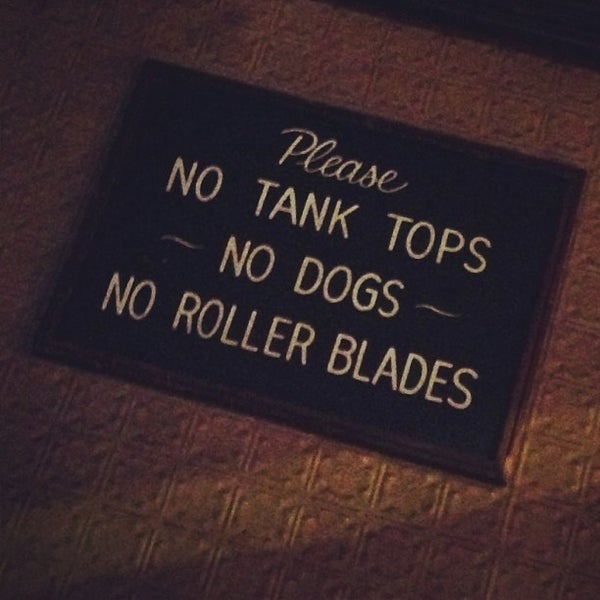 Please
NO TANK TOPS
~ NO DOGS ~
NO ROLLER BLADES